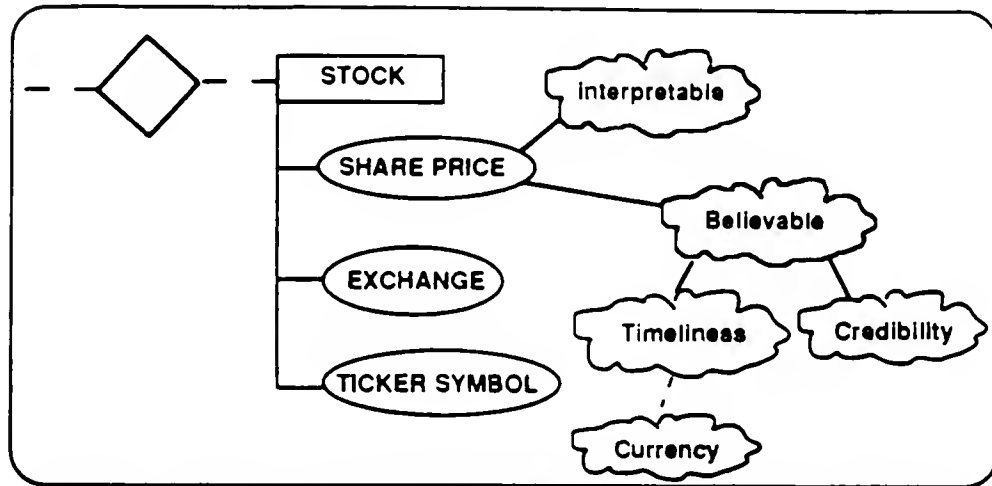 STOCK
interpretable
SHARE PRICE
Believable
EXCHANGE
Timeliness
Credibility
TICKER SYMBOL
Currency